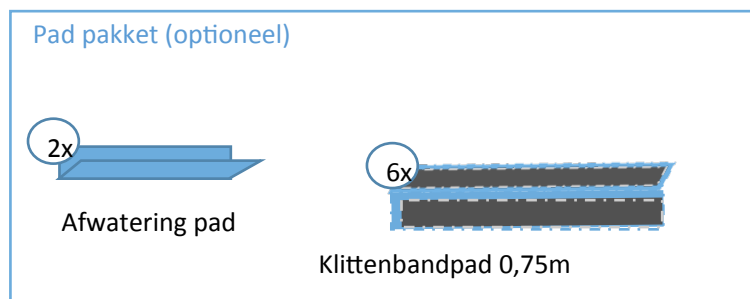 Pad pakket (optioneel)
2x
6x
Afwatering pad
Klittenbandpad 0,75m